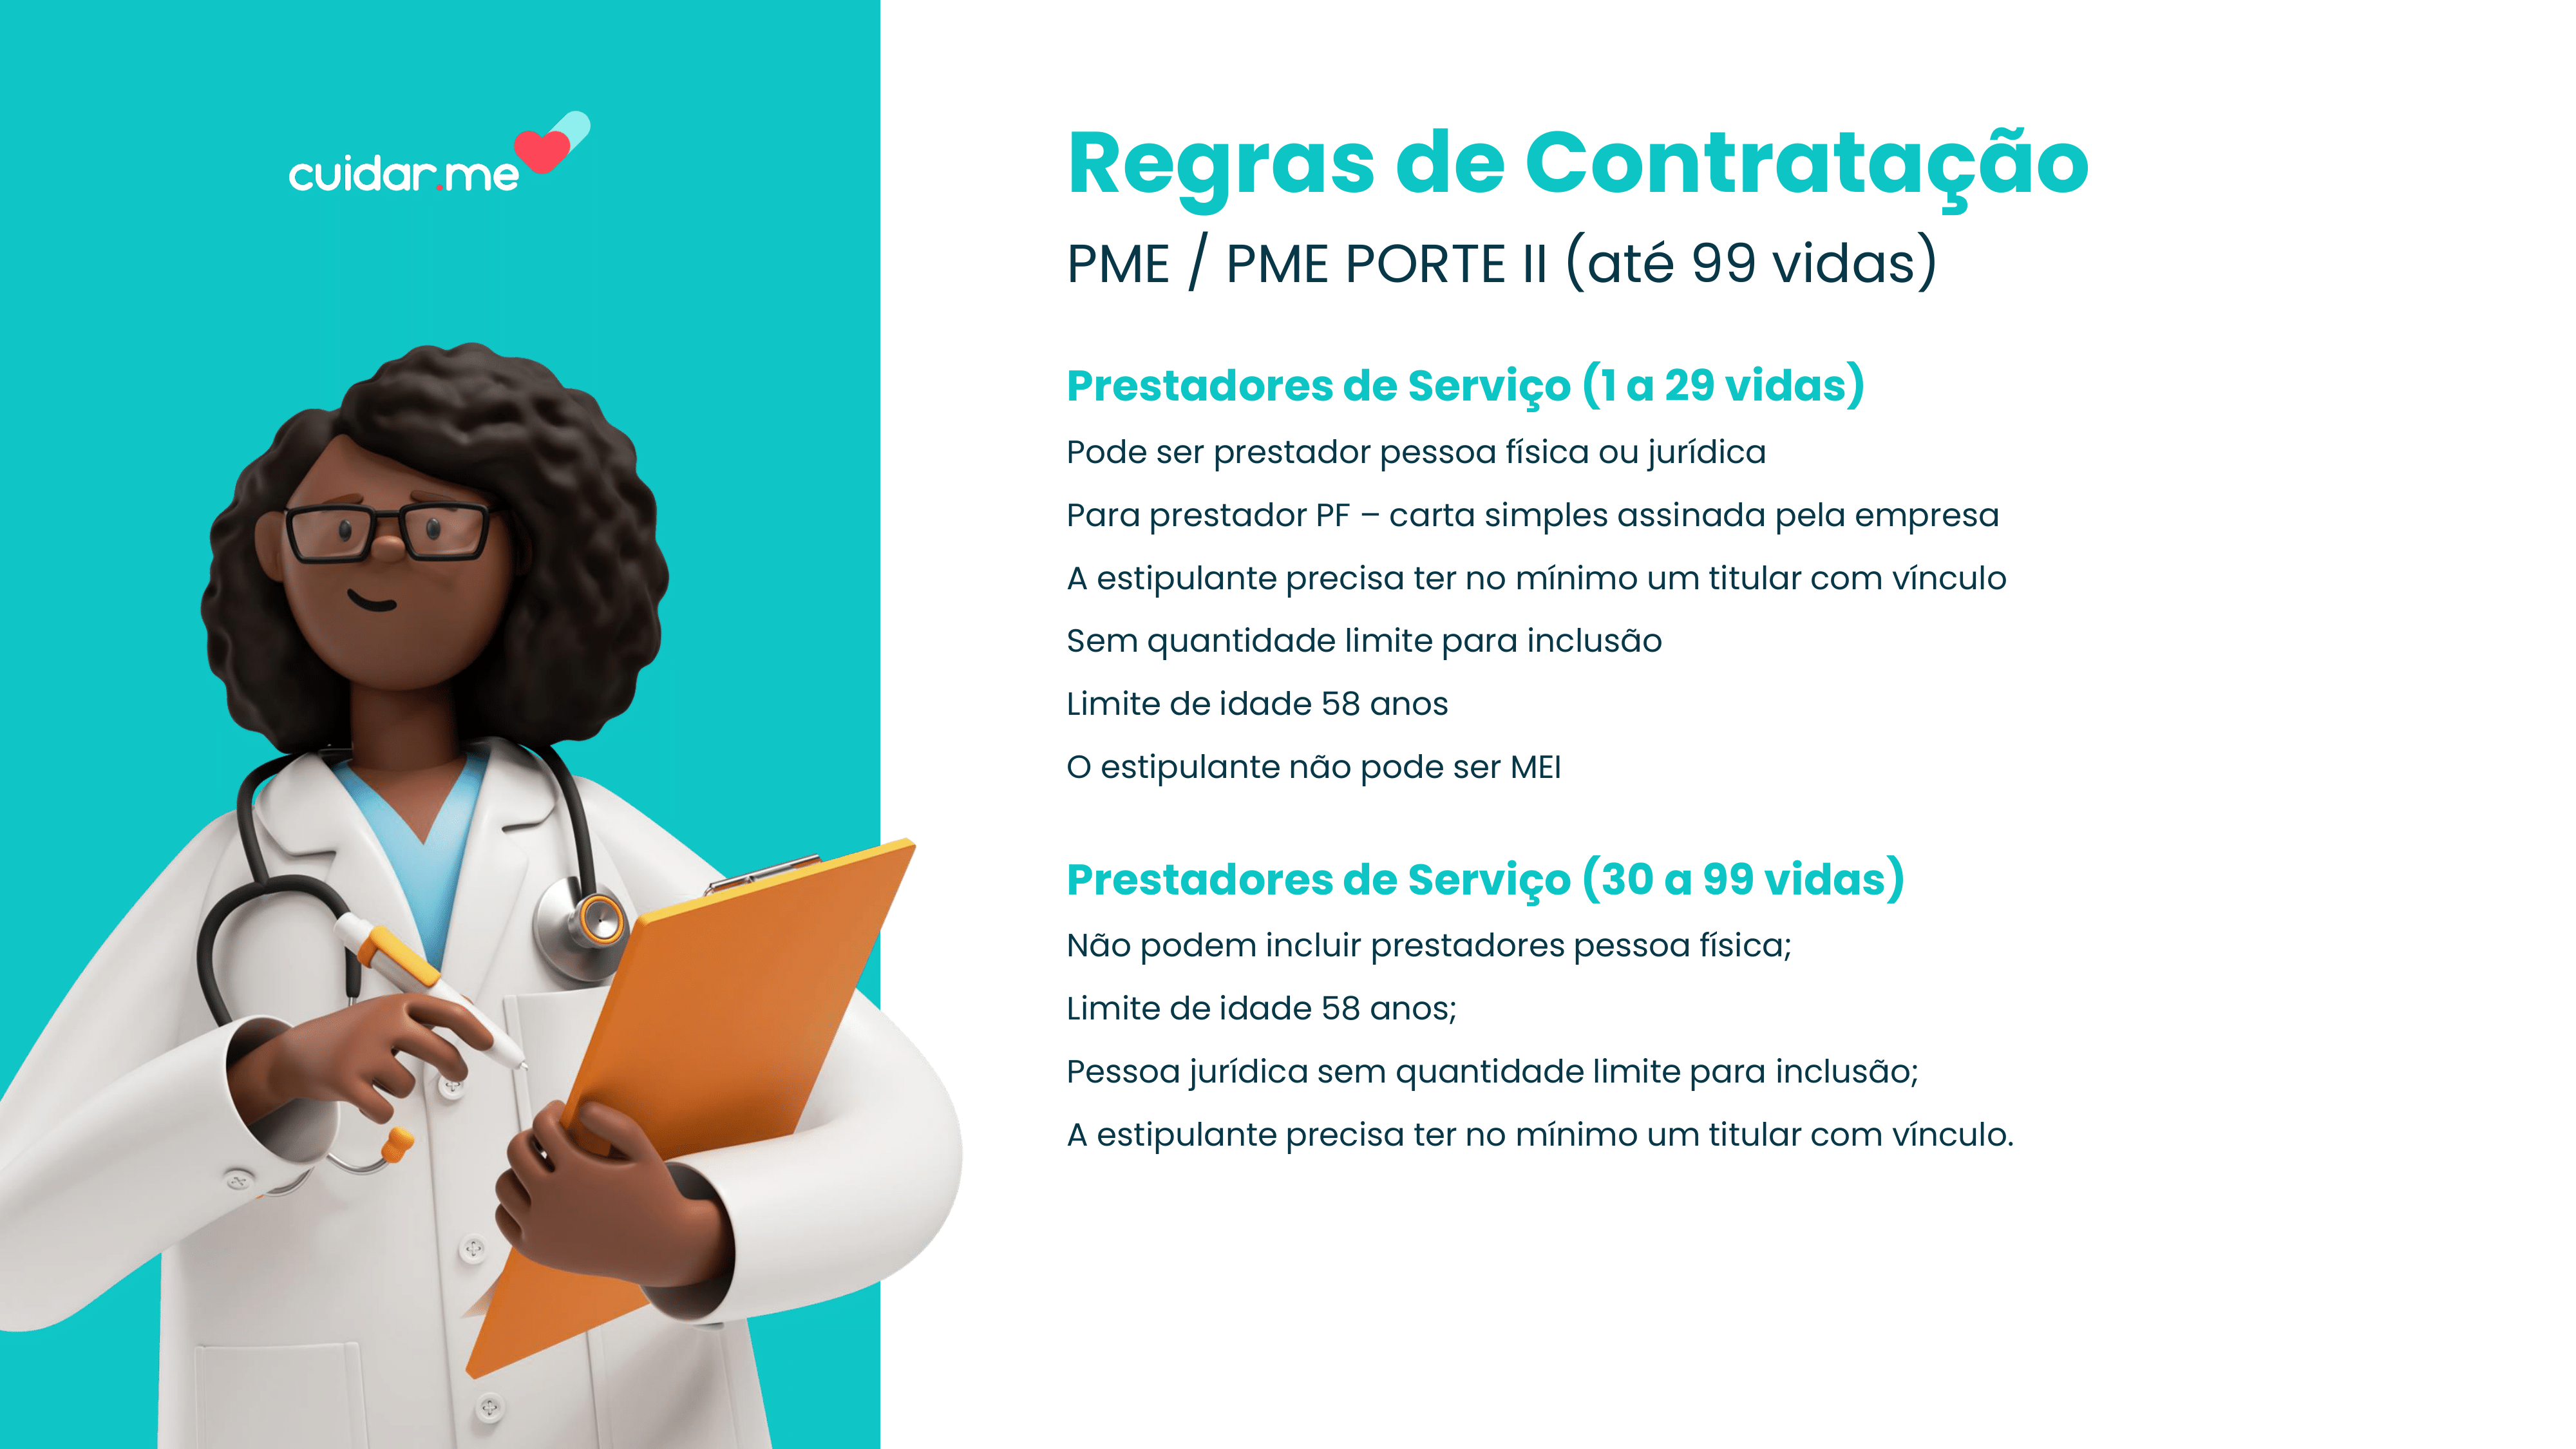 cuidar.me
Regras de Contratação
PME / PME PORTE II (até 99 vidas)
Prestadores de Serviço (1 a 29 vidas)
Pode ser prestador pessoa física ou jurídica
Para prestador PF – carta simples assinada pela empresa
A estipulante precisa ter no mínimo um titular com vínculo
Sem quantidade limite para inclusão
Limite de idade 58 anos
O estipulante não pode ser MEI
Prestadores de Serviço (30 a 99 vidas)
Não podem incluir prestadores pessoa física;
Limite de idade 58 anos;
Pessoa jurídica sem quantidade limite para inclusão;
A estipulante precisa ter no mínimo um titular com vínculo.